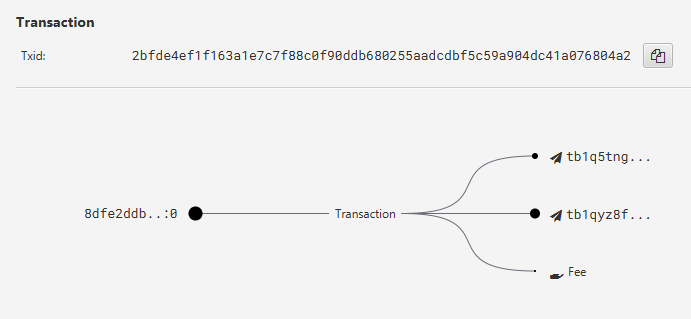 Transaction
Txid: 2bfde4ef1f163a1e7c7f88c0f90ddb680255aadcdbf5c59a904dc41a076804a2
tb1q5tng...
8dfe2ddb..:0 Transaction tb1qyz8f...
Fee